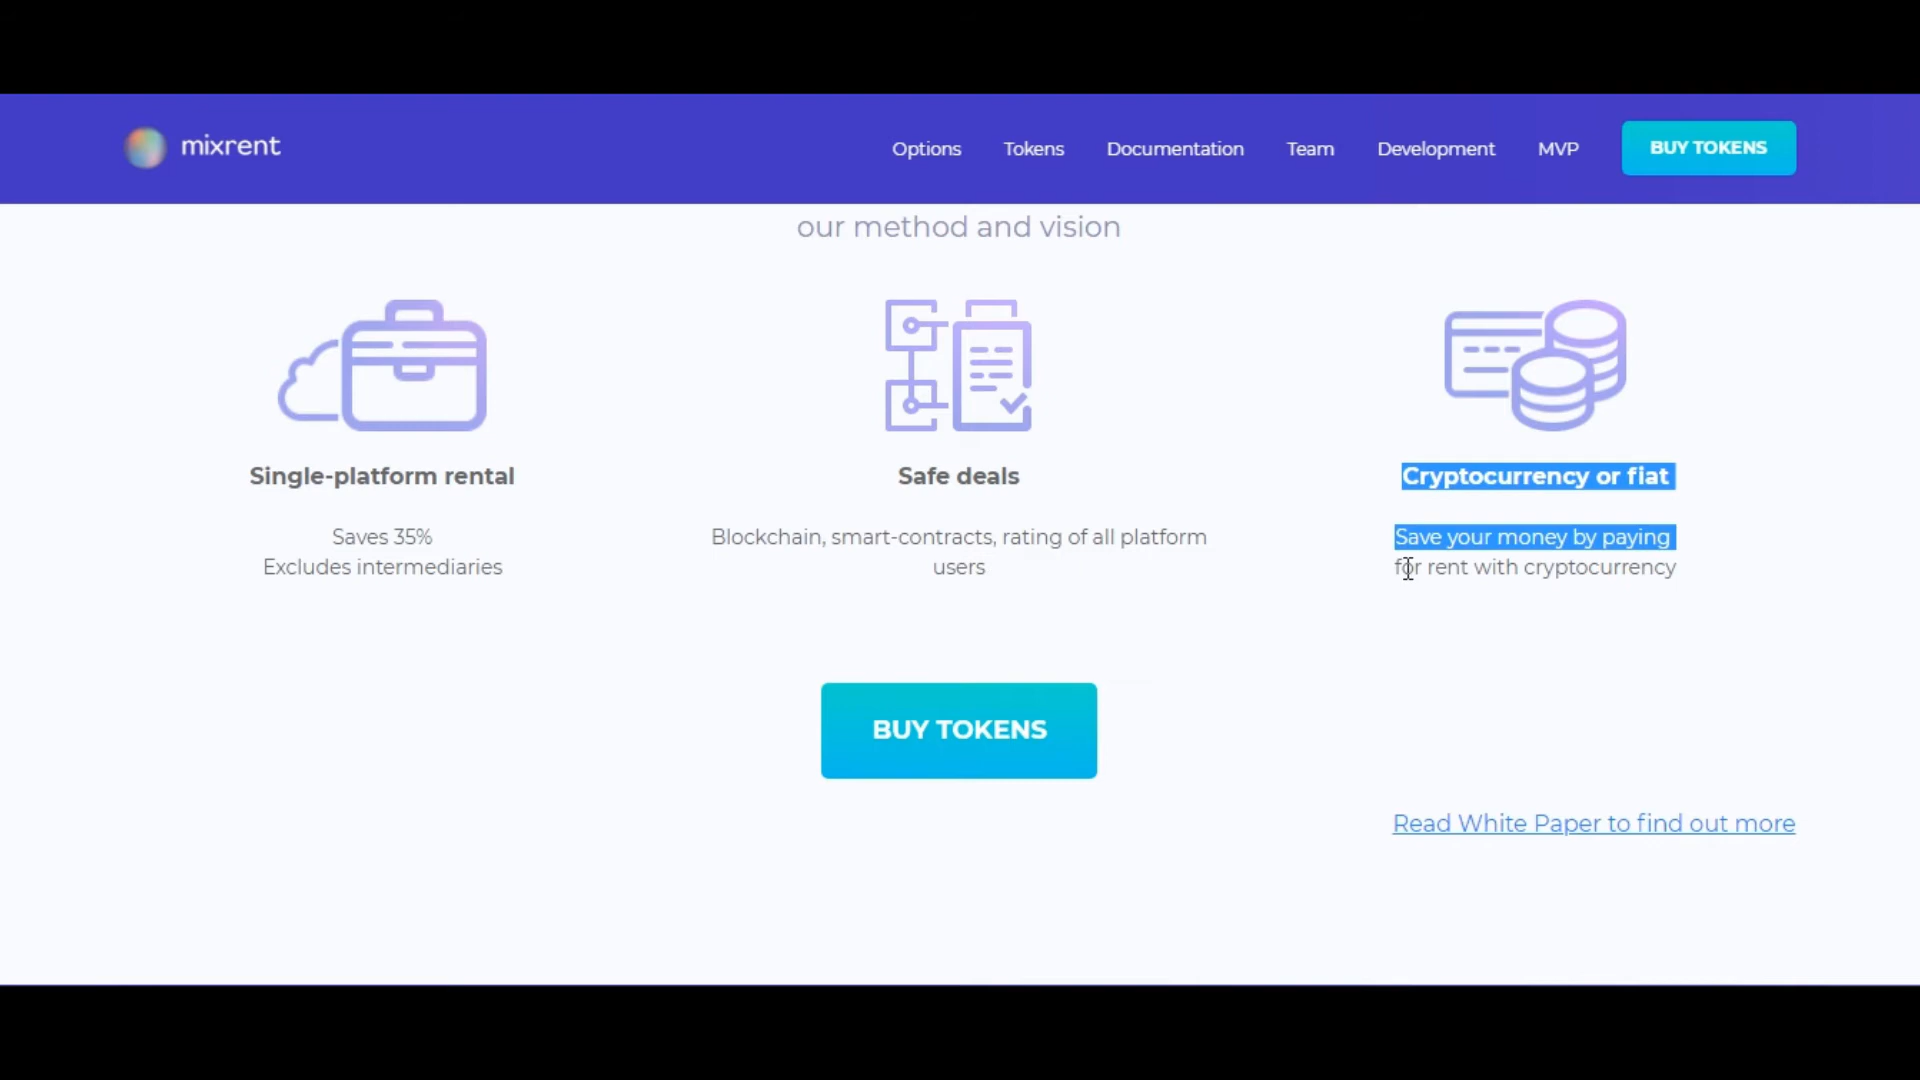 mixrent
Options
Tokens
Documentation
Team
Development
MVP
BUY TOKENS
our method and vision
Single-platform rental
Saves 35%
Excludes intermediaries
Safe deals
Blockchain, smart-contracts, rating of all platform
users
Cryptocurrency or fiat
Save your money by paying
for rent with cryptocurrency
BUY TOKENS
Read White Paper to find out more